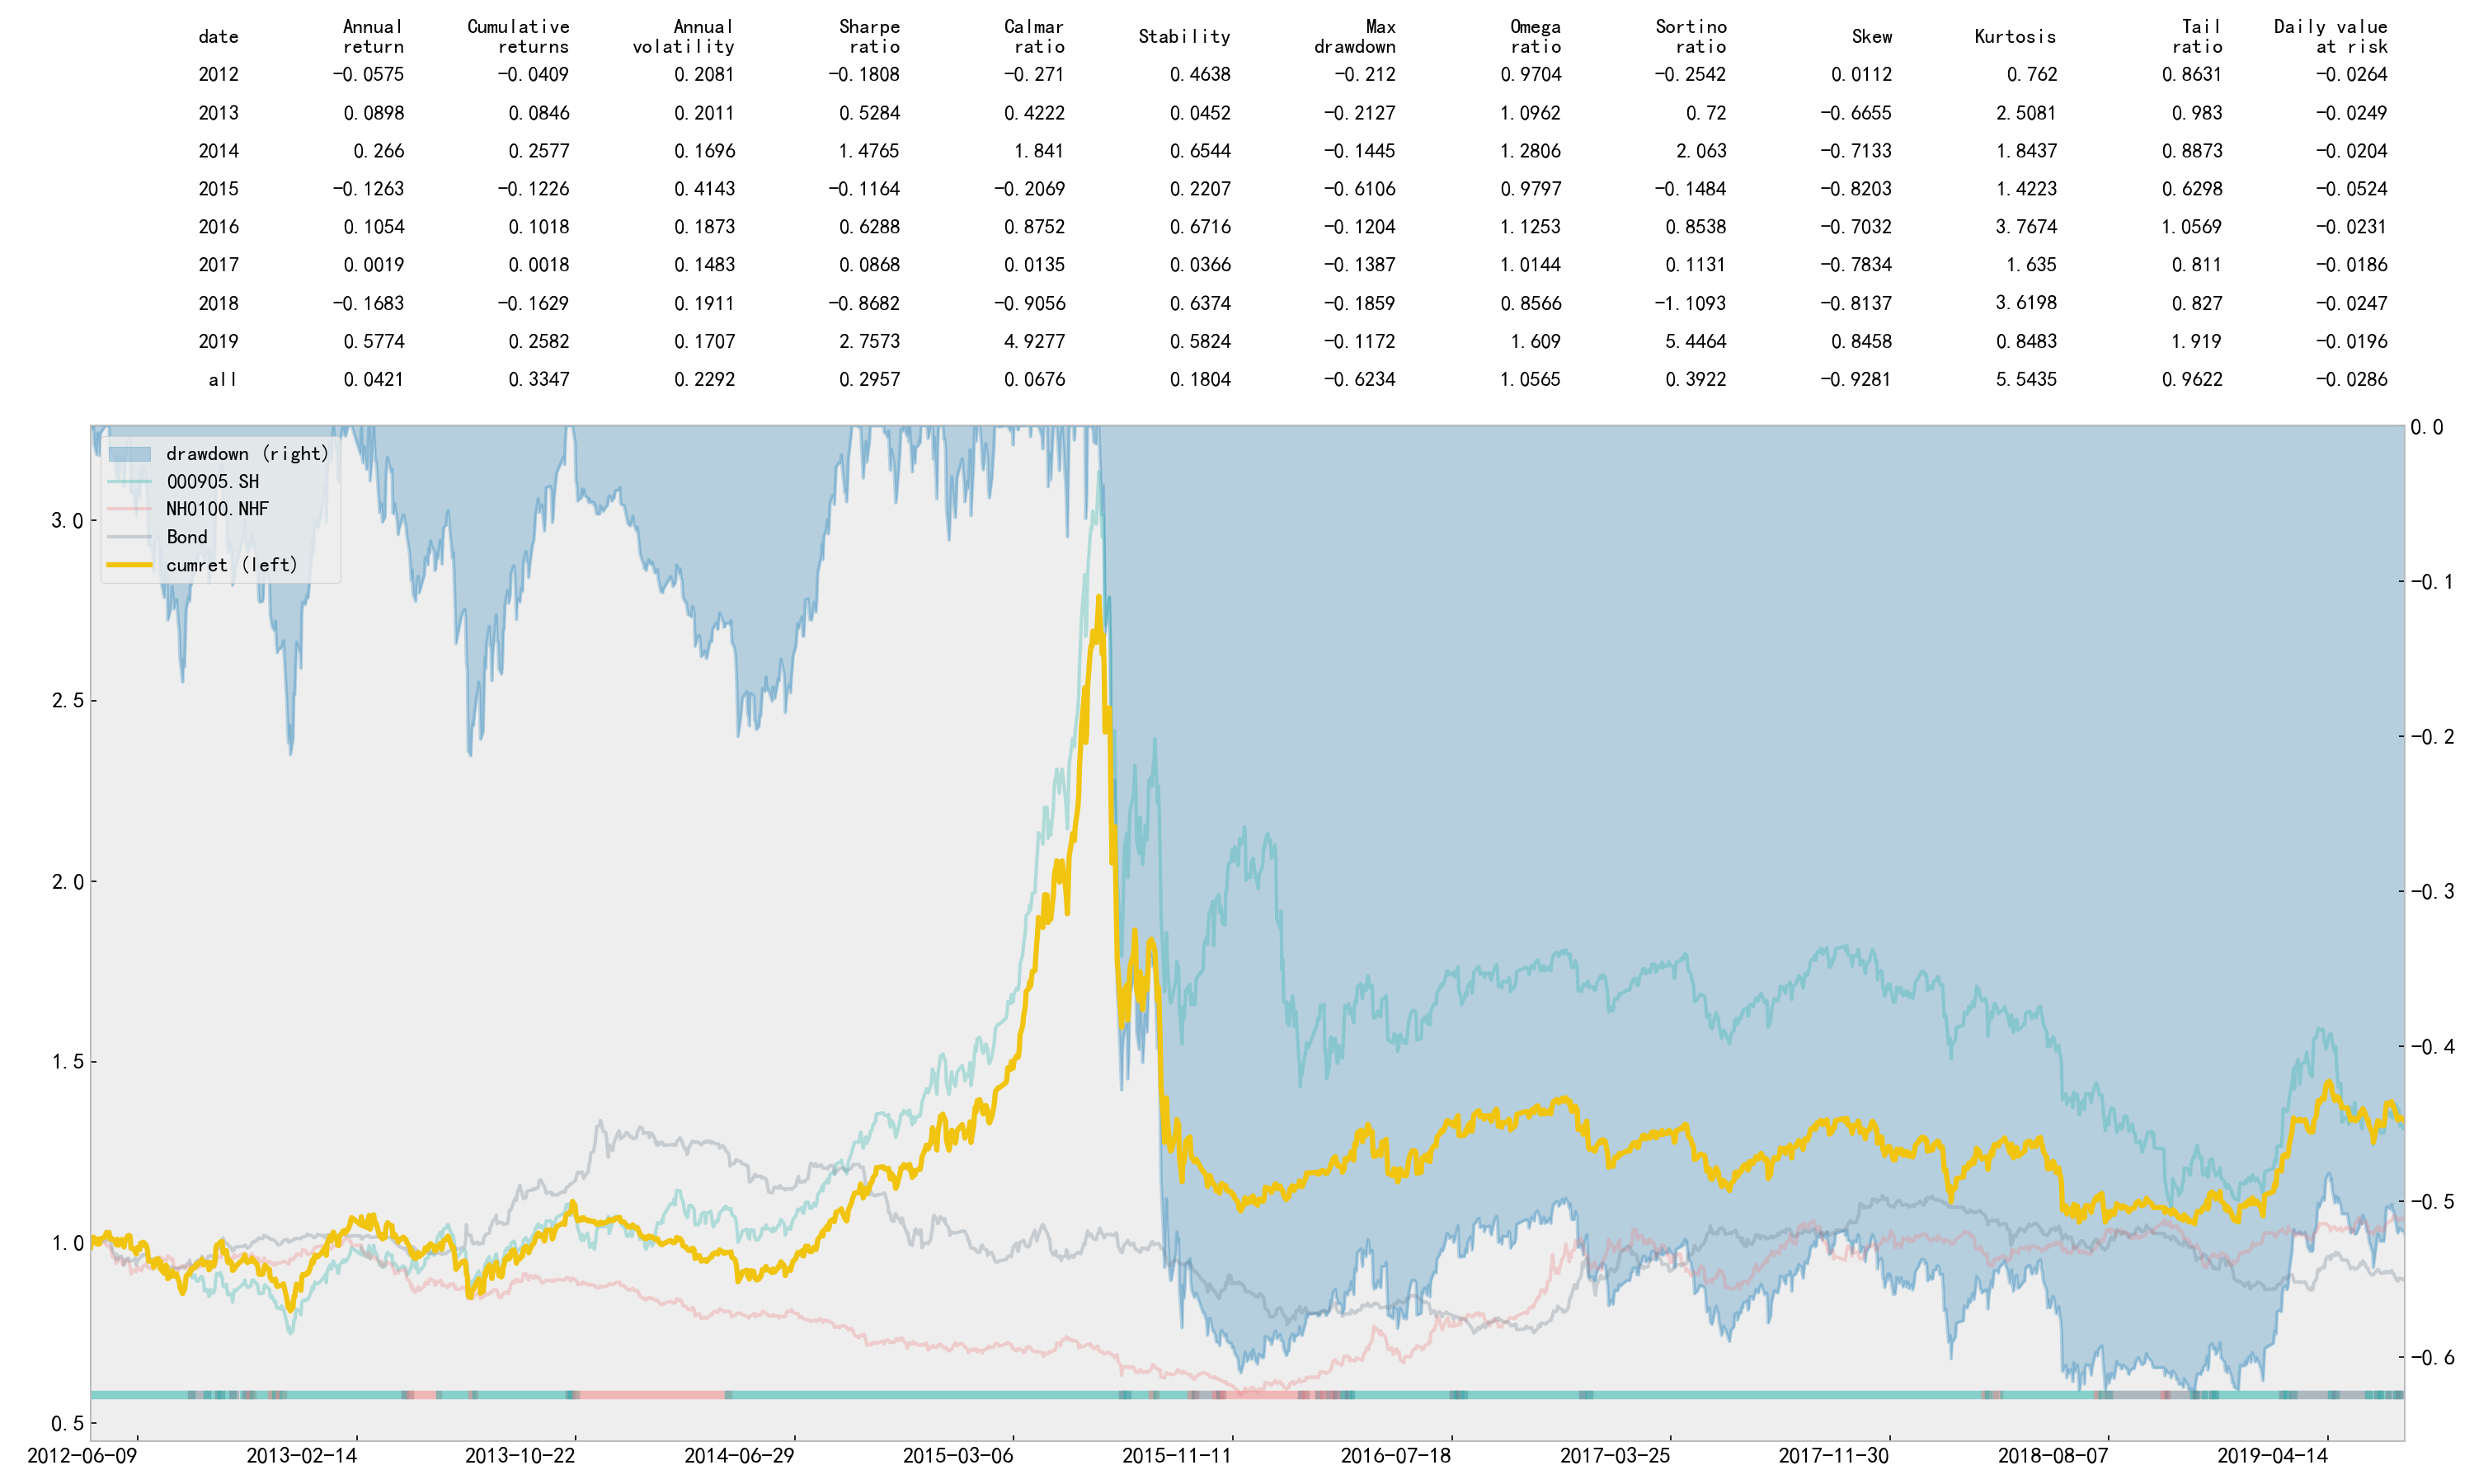 date Annual return Cumulative returns Annual volatility Sharpe ratio Calmar ratio Stability Max drawdown Omega ratio Sortino ratio Skew Kurtosis Tail ratio Daily value at risk
2012 -0.0575 -0.0409 0.2081 -0.1808 -0.271 0.4638 -0.212 0.9704 -0.2542 0.0112 0.762 0.8631 -0.0264
2013 0.0898 0.0846 0.2011 0.5284 0.4222 0.0452 -0.2127 1.0962 0.72 -0.6655 2.5081 0.983 -0.0249
2014 0.266 0.2577 0.1696 1.4765 1.841 0.6544 -0.1445 1.2806 2.063 -0.7133 1.8437 0.8873 -0.0204
2015 -0.1263 -0.1226 0.4143 -0.1164 -0.2069 0.2207 -0.6106 0.9797 -0.1484 -0.8203 1.4223 0.6298 -0.0524
2016 0.1054 0.1018 0.1873 0.6288 0.8752 0.6716 -0.1204 1.1253 0.8538 -0.7032 3.7674 1.0569 -0.0231
2017 0.0019 0.0018 0.1483 0.0868 0.0135 0.0366 -0.1387 1.0144 0.1131 -0.7834 1.635 0.811 -0.0186
2018 -0.1683 -0.1629 0.1911 -0.8682 -0.9056 0.6374 -0.1859 0.8566 -1.1093 -0.8137 3.6198 0.827 -0.0247
2019 0.5774 0.2582 0.1707 2.7573 4.9277 0.5824 -0.1172 1.609 5.4464 0.8458 0.8483 1.919 -0.0196
all 0.0421 0.3347 0.2292 0.2957 0.0676 0.1804 -0.6234 1.0565 0.3922 -0.9281 5.5435 0.9622 -0.0286
drawdown (right)
000905.SH
NH0100.NHF
Bond
cumret (left)
3.0
2.5
2.0
1.5
1.0
0.5
0.0
-0.1
-0.2
-0.3
-0.4
-0.5
-0.6
2012-06-09 2013-02-14 2013-10-22 2014-06-29 2015-03-06 2015-11-11 2016-07-18 2017-03-25 2017-11-30 2018-08-07 2019-04-14